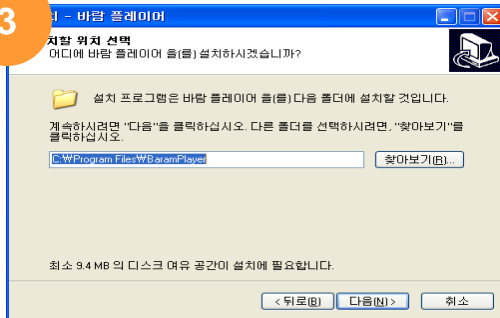 3
치 - 바람 플레이어
치할 위치 선택
어디에 바람 플레이어 을(를) 설치하시겠습니까?
설치 프로그램은 바람 플레이어 을(를) 다음 폴더에 설치할 것입니다.
계속하시려면 "다음"을 클릭하십시오. 다른 폴더를 선택하시려면, "찾아보기"를
클릭하십시오.
C:₩Program Files₩BaramPlayer
찾아보기(R)...
최소 9.4 MB 의 디스크 여유 공간이 설치에 필요합니다.
< 뒤로(B)
다음(N) >
취소